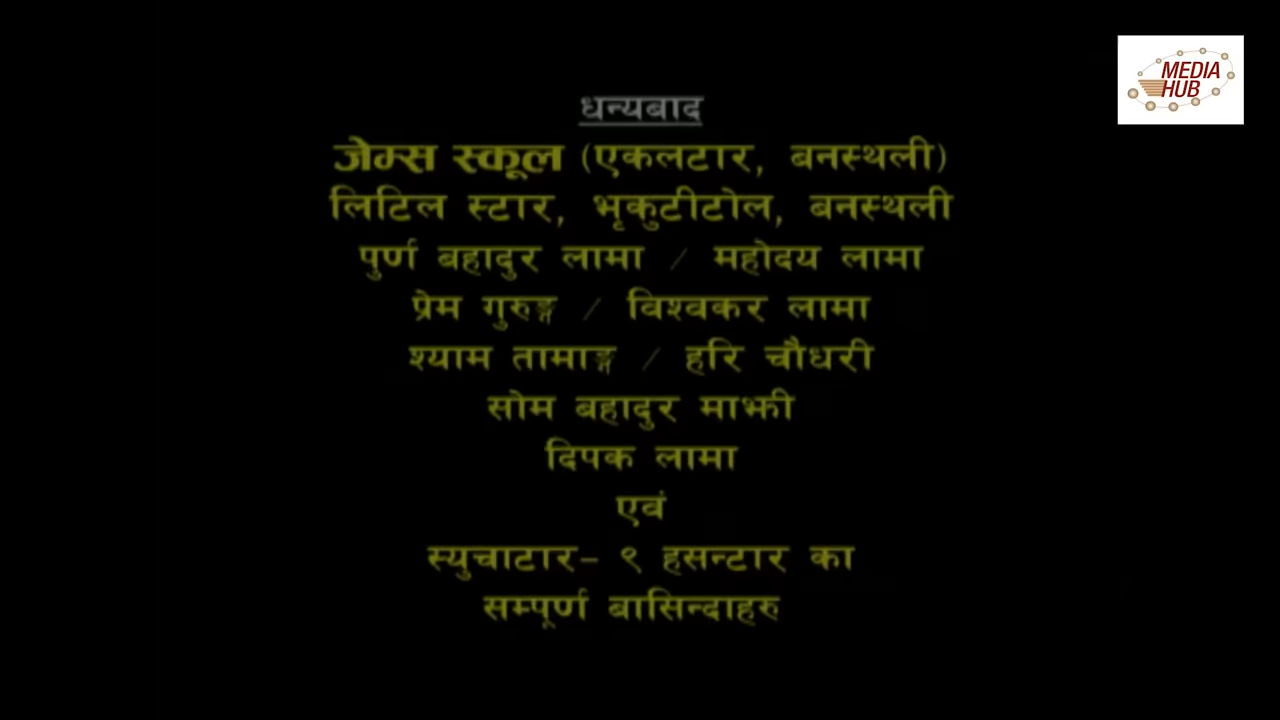 MEDIA
HUB
धन्यबाद
जेम्स स्कूल (एकलटार, बनस्थली)
लिटिल स्टार, भृकुटीटोल, बनस्थली
पुर्ण बहादुर लामा / महोदय लामा
प्रेम गुरुङ्ग / विश्वकर लामा
श्याम तामाङ्ग / हरि चौधरी
सोम बहादुर माझी
दिपक लामा
एबं
स्युचाटार- ९ हसन्टार का
सम्पूर्ण बासिन्दाहरु